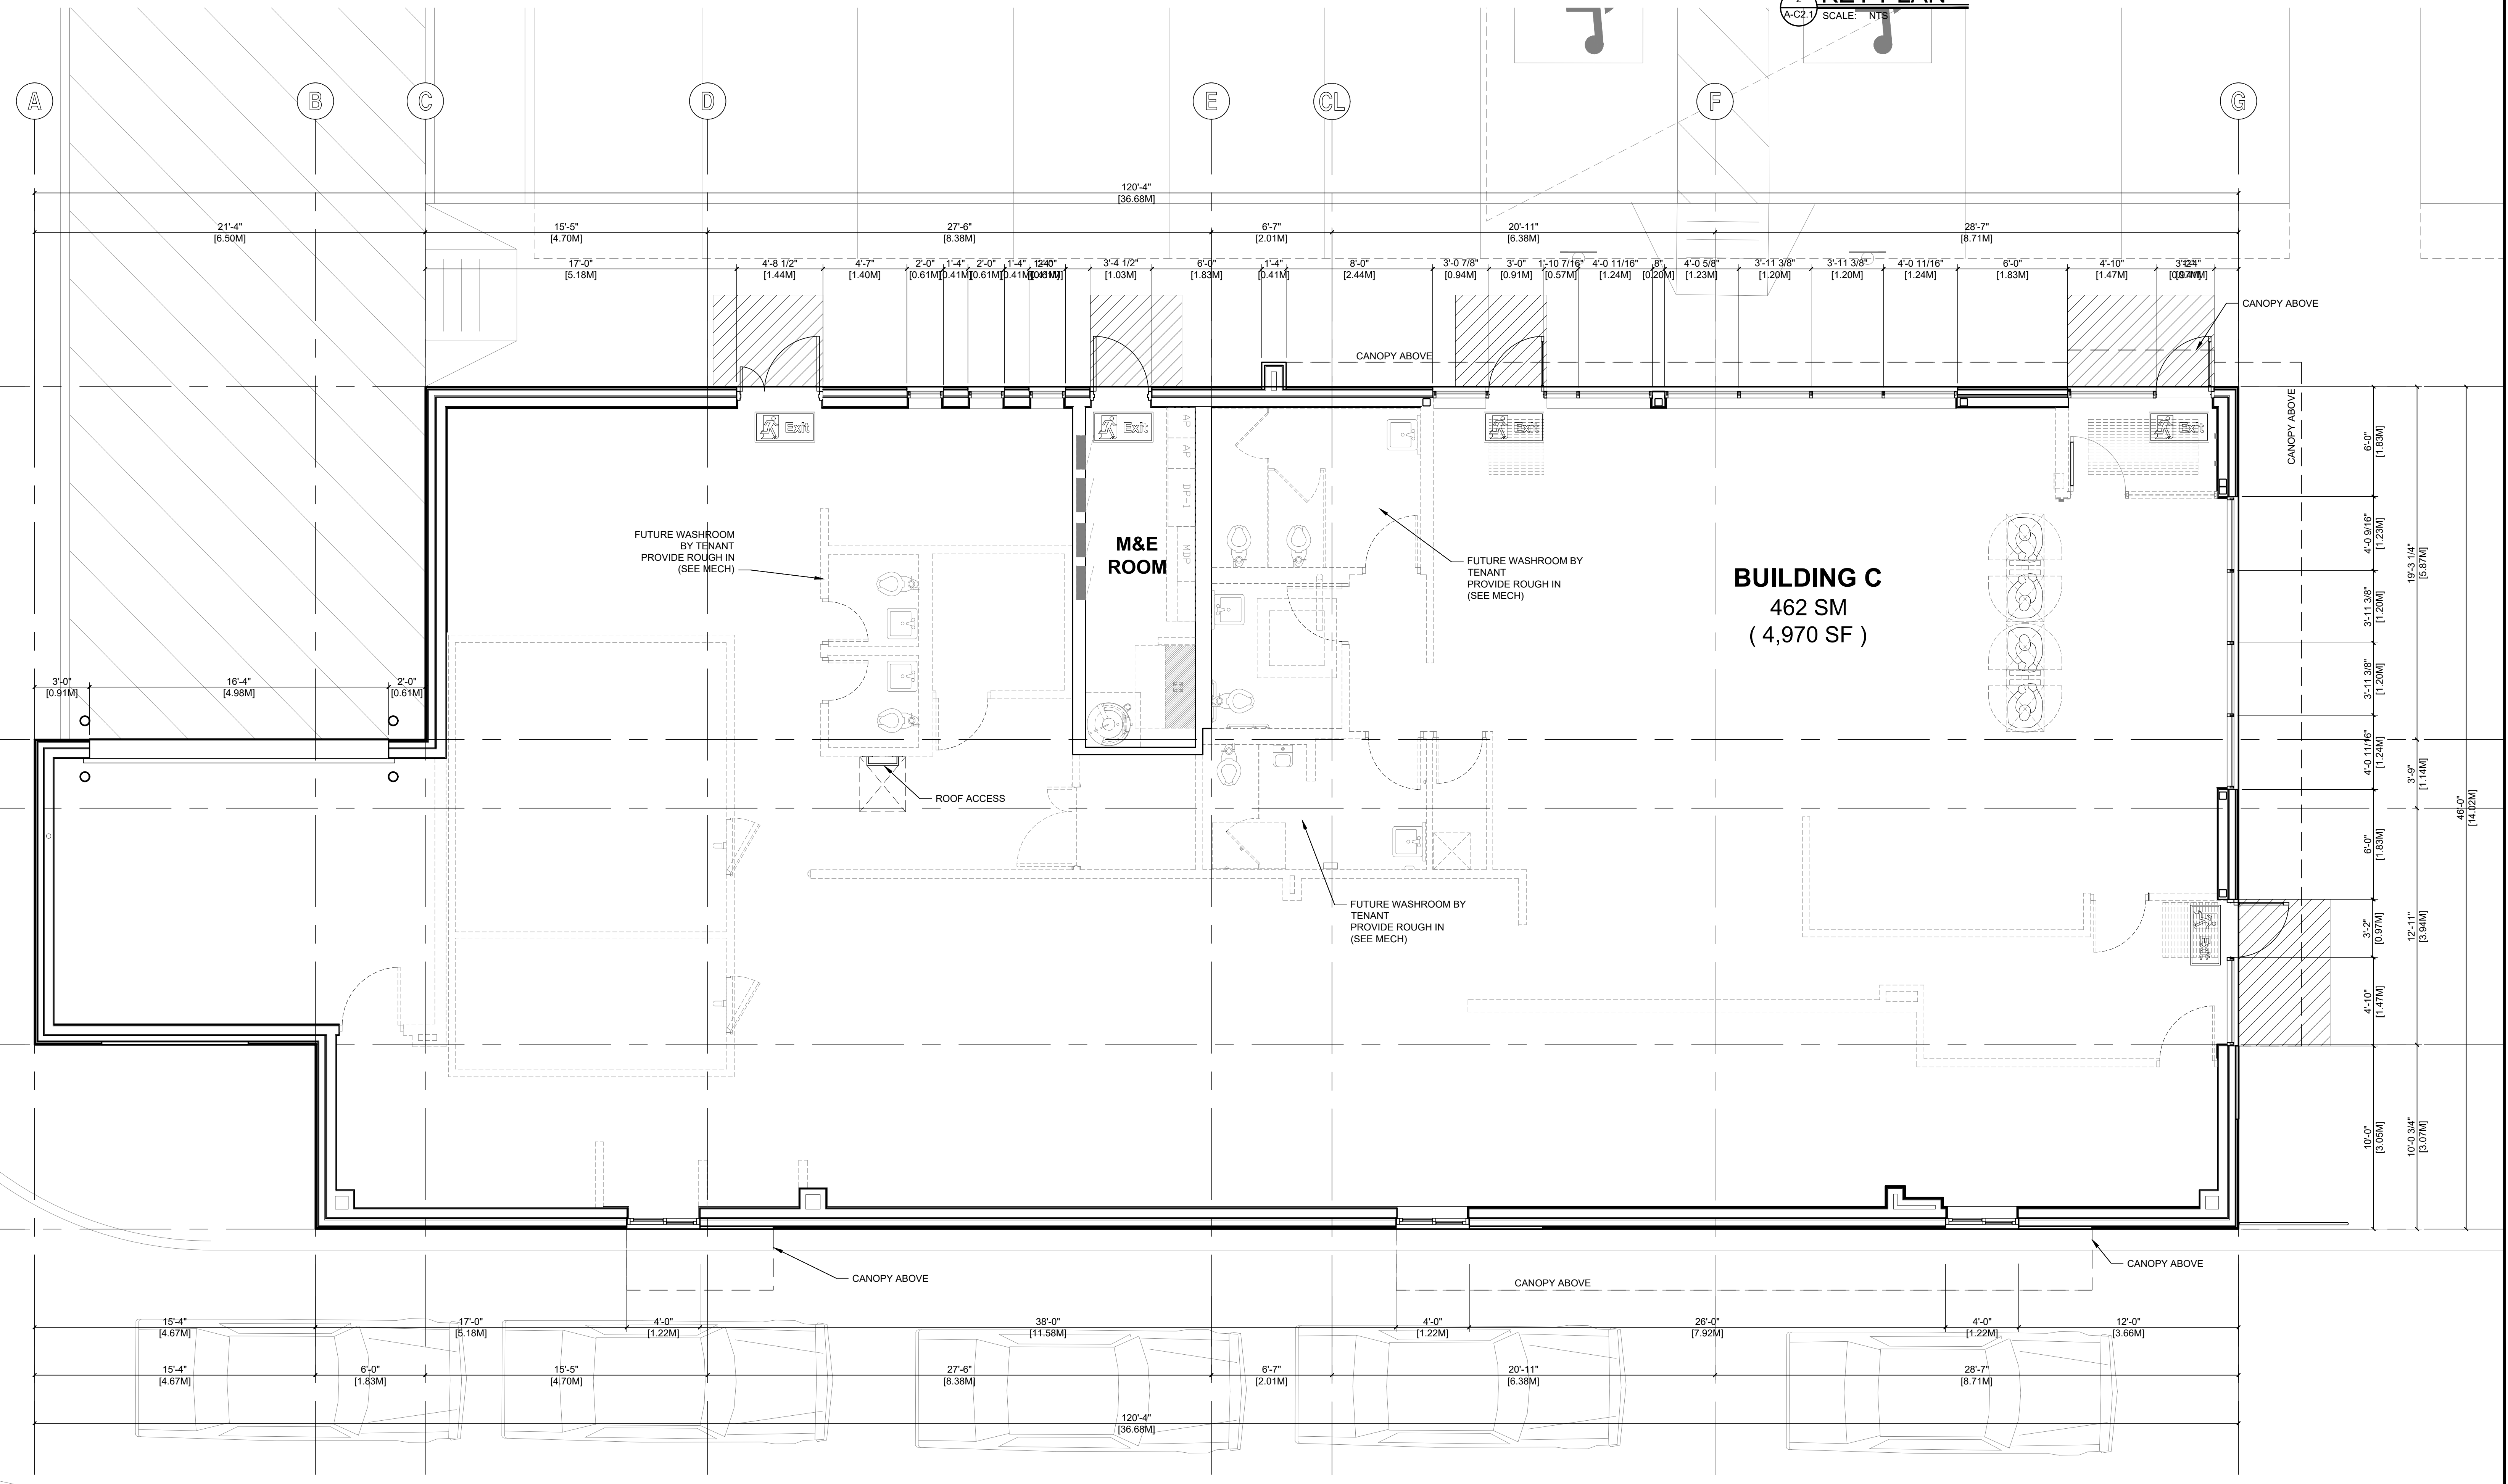 2
KEY PLAN
A-C2.1
SCALE: NTS
A
B
C
D
E
CL
F
G
120'-4"
[36.68M]
21'-4"
[6.50M]
15'-5"
[4.70M]
27'-6"
[8.38M]
6'-7"
[2.01M]
20'-11"
[6.38M]
28'-7"
[8.71M]
17'-0"
[5.18M]
4'-8 1/2"
[1.44M]
4'-7"
[1.40M]
2'-0"
[0.61M]
1'-4"
[0.41M]
2'-0"
[0.61M]
1'-4"
[0.41M]
3'-4 1/2"
[1.03M]
6'-0"
[1.83M]
1'-4"
[0.41M]
8'-0"
[2.44M]
3'-0 7/8"
[0.94M]
3'-0"
[0.91M]
1'-10 7/16"
[0.57M]
4'-0 11/16"
[1.24M]
8"
[0.20M]
4'-0 5/8"
[1.23M]
3'-11 3/8"
[1.20M]
3'-11 3/8"
[1.20M]
4'-0 11/16"
[1.24M]
6'-0"
[1.83M]
4'-10"
[1.47M]
CANOPY ABOVE
CANOPY ABOVE
CANOPY ABOVE
Exit
Exit
Exit
Exit
AP
AP
DP-1
MDP
M&E
ROOM
FUTURE WASHROOM
BY TENANT
PROVIDE ROUGH IN
(SEE MECH)
FUTURE WASHROOM BY
TENANT
PROVIDE ROUGH IN
(SEE MECH)
BUILDING C
462 SM
( 4,970 SF )
3'-0"
[0.91M]
16'-4"
[4.98M]
2'-0"
[0.61M]
ROOF ACCESS
FUTURE WASHROOM BY
TENANT
PROVIDE ROUGH IN
(SEE MECH)
Exit
6'-0"
[1.83M]
4'-0 9/16"
[1.23M]
3'-11 3/8"
[1.20M]
3'-11 3/8"
[1.20M]
4'-0 11/16"
[1.24M]
6'-0"
[1.83M]
3'-2"
[0.97M]
4'-10"
[1.47M]
10'-0"
[3.05M]
19'-3 1/4"
[5.87M]
3'-9"
[1.14M]
12'-11"
[3.94M]
10'-0 3/4"
[3.07M]
46'-0"
[14.02M]
CANOPY ABOVE
CANOPY ABOVE
CANOPY ABOVE
15'-4"
[4.67M]
17'-0"
[5.18M]
4'-0"
[1.22M]
38'-0"
[11.58M]
4'-0"
[1.22M]
26'-0"
[7.92M]
4'-0"
[1.22M]
12'-0"
[3.66M]
15'-4"
[4.67M]
6'-0"
[1.83M]
15'-5"
[4.70M]
27'-6"
[8.38M]
6'-7"
[2.01M]
20'-11"
[6.38M]
28'-7"
[8.71M]
120'-4"
[36.68M]